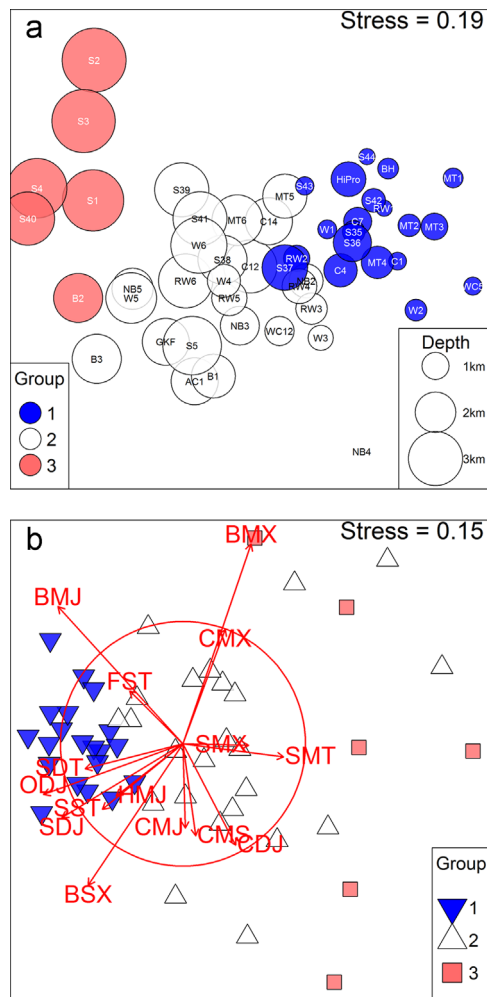 a
Stress = 0.19
S2
S3
S44
BH
HiPro
MT1
S4
S1
S39
MT5
S43
S42
RW
S40
S41
MT6
C14
C7
W1
S35
MT2
MT3
W6
S36
S38
RW2
C12
S37
C4
MT4
C1
NB5
W5
RW6
W4
NB2
RW4
WC5
B2
RW5
RW3
W2
NB3
WC12
W3
GKF
S5
B3
AC1
B1
NB4
Group
1
2
3
Depth
1km
2km
3km
b
Stress = 0.15
BMX
BMJ
CMX
FST
SMX
SMT
SDT
ODJ
HMJ
SST
SDJ
CMJ
CMS
CDJ
BSX
Group
1
2
3